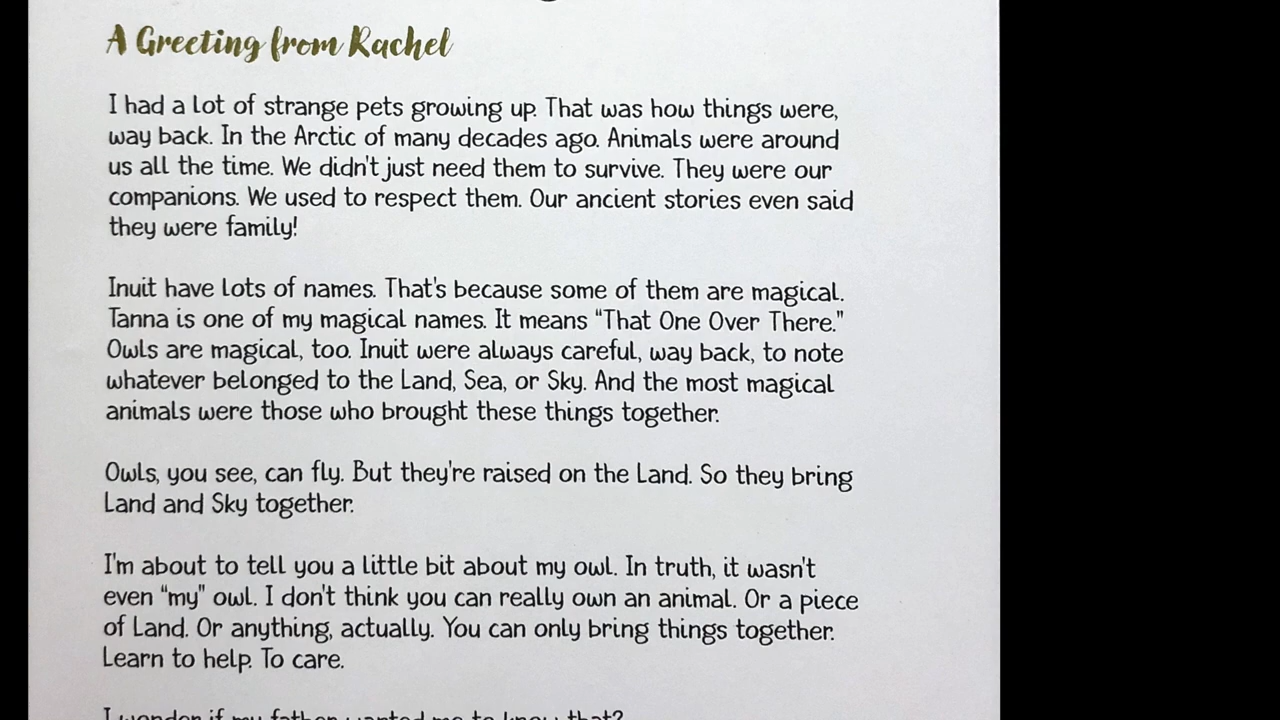 A Greeting from Rachel
I had a lot of strange pets growing up. That was how things were,
way back. In the Arctic of many decades ago. Animals were around
us all the time. We didn't just need them to survive. They were our
companions. We used to respect them. Our ancient stories even said
they were family!
Inuit have lots of names. That's because some of them are magical.
Tanna is one of my magical names. It means “That One Over There.”
Owls are magical, too. Inuit were always careful, way back, to note
whatever belonged to the Land, Sea, or Sky. And the most magical
animals were those who brought these things together.
Owls, you see, can fly. But they're raised on the Land. So they bring
Land and Sky together.
I'm about to tell you a little bit about my owl. In truth, it wasn't
even “my” owl. I don't think you can really own an animal. Or a piece
of Land. Or anything, actually. You can only bring things together.
Learn to help. To care.
I wonder if my father wanted me to know that?